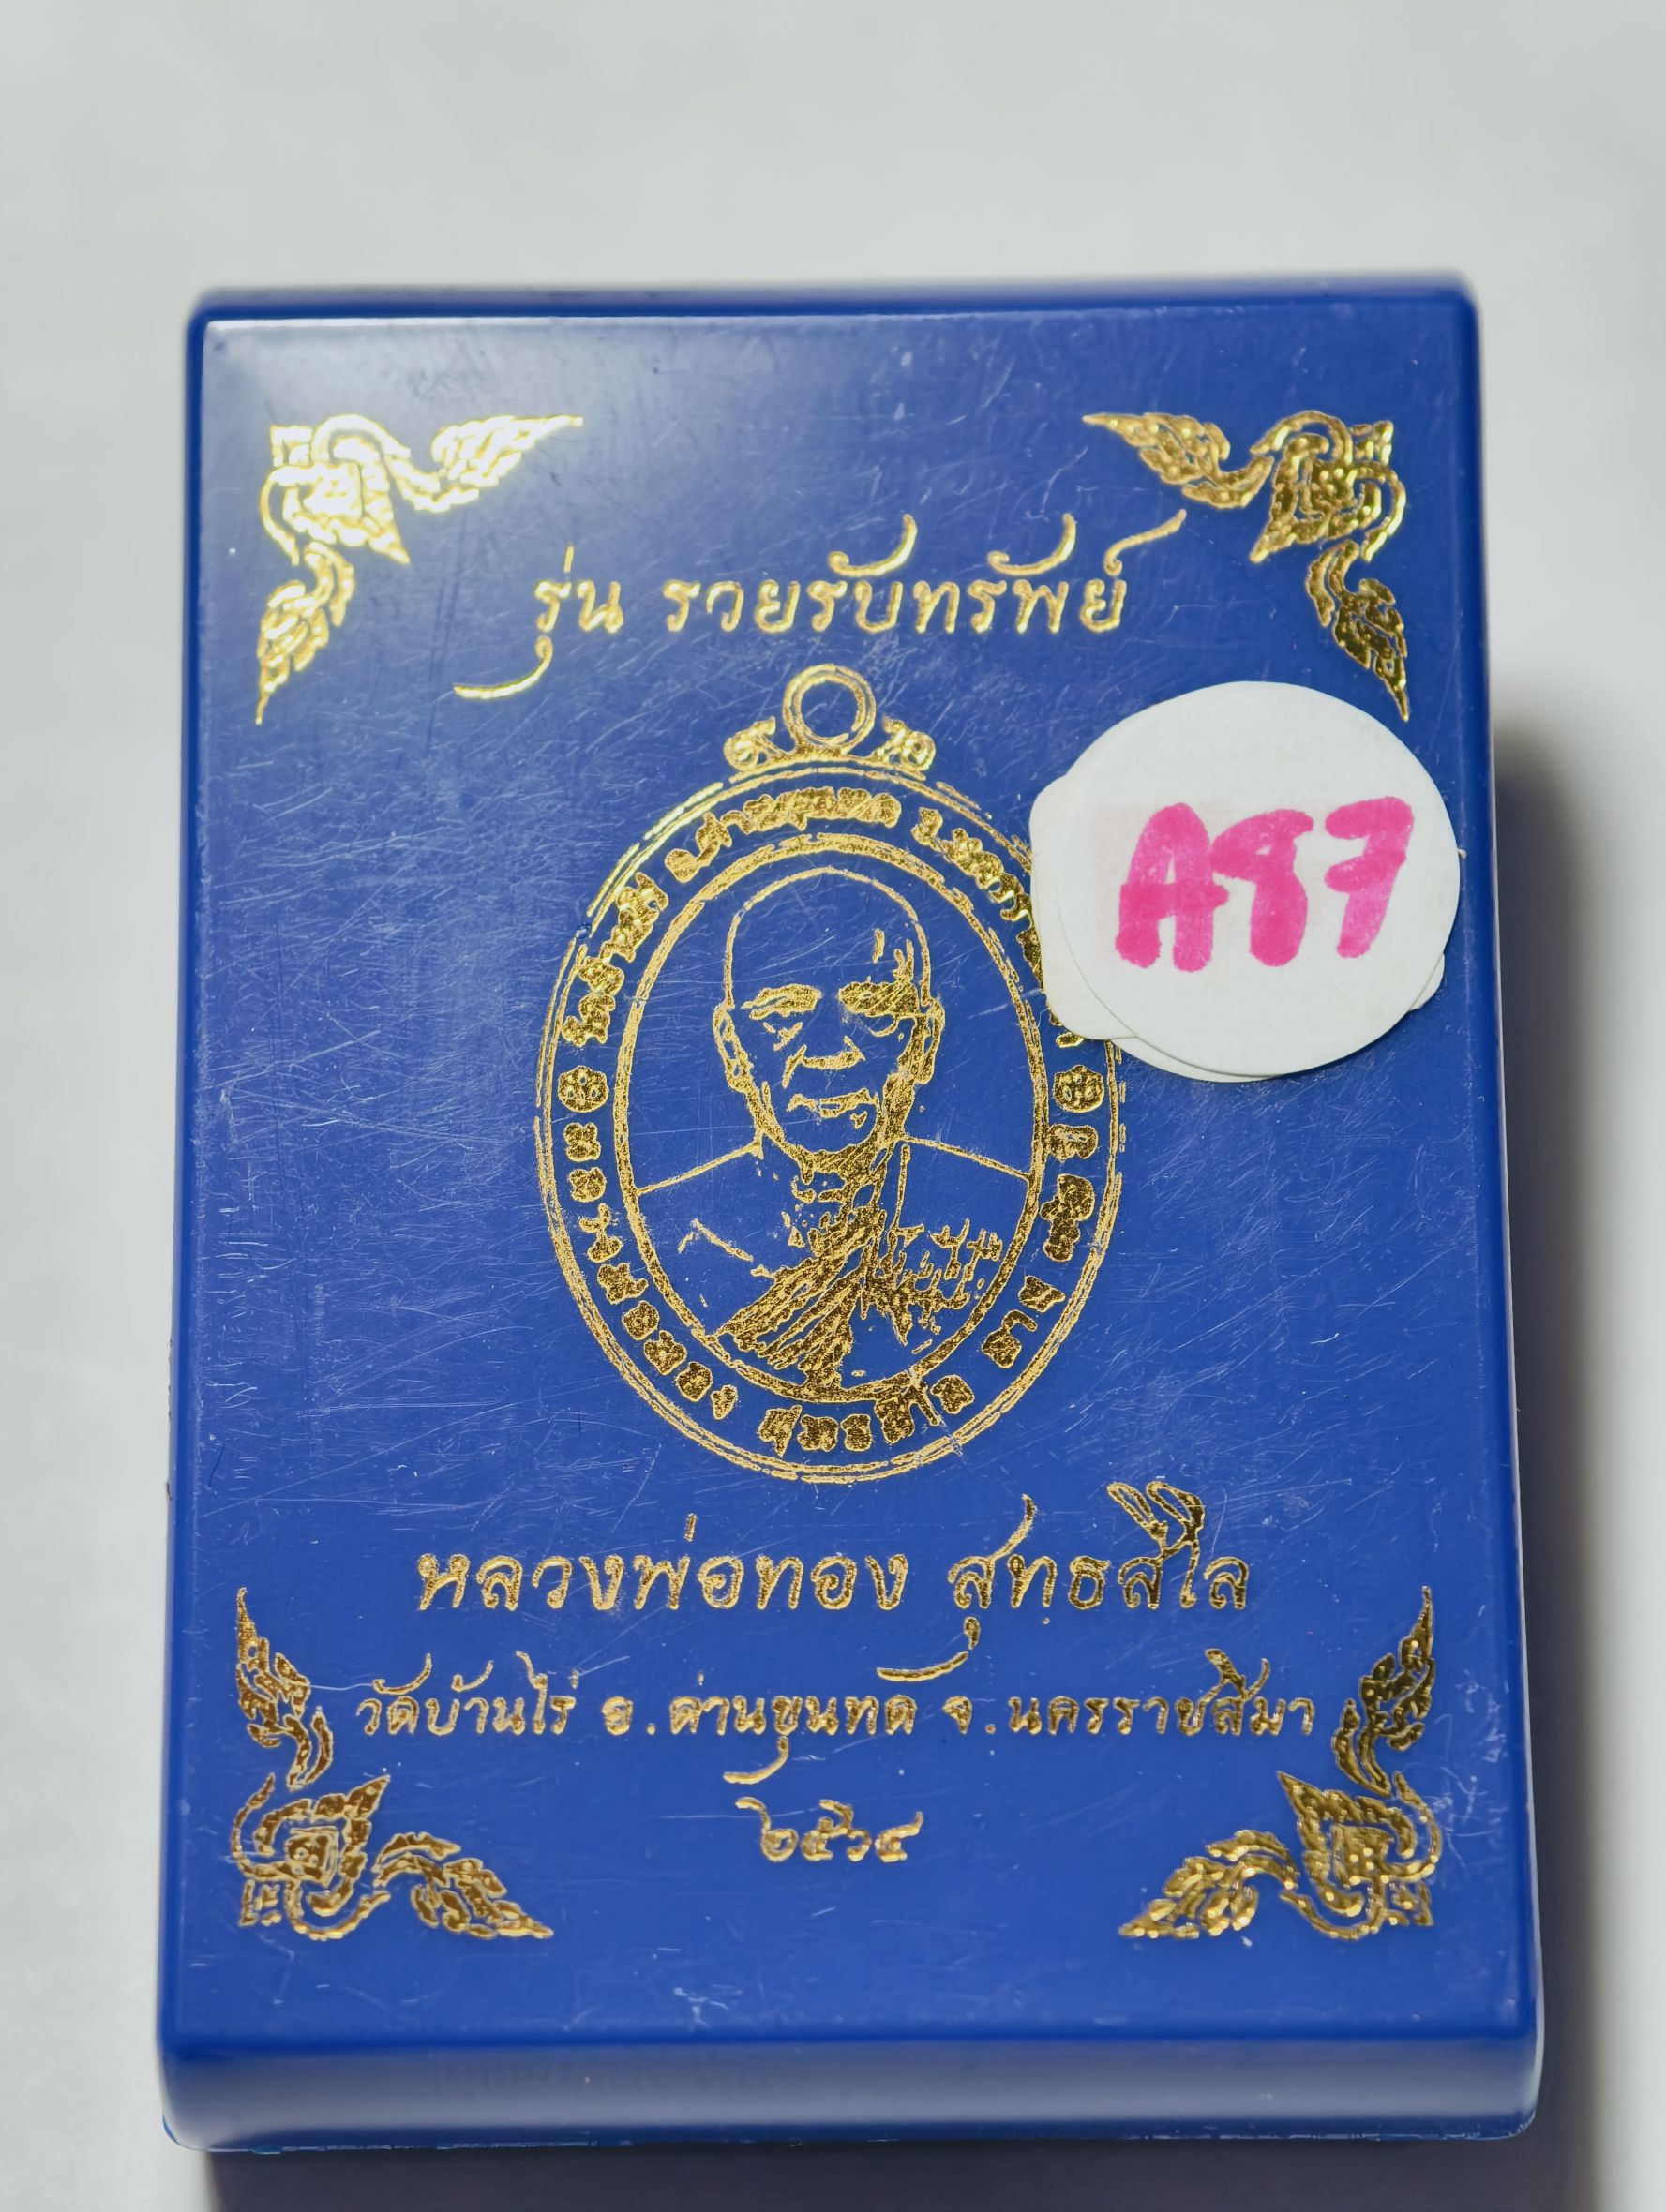 รุ่น รวยรับทรัพย์
A87
หลวงพ่อทอง สุทธสีโล
วัดบ้านไร่ อ.ด่านขุนทด จ.นครราชสีมา
๒๕๖๔